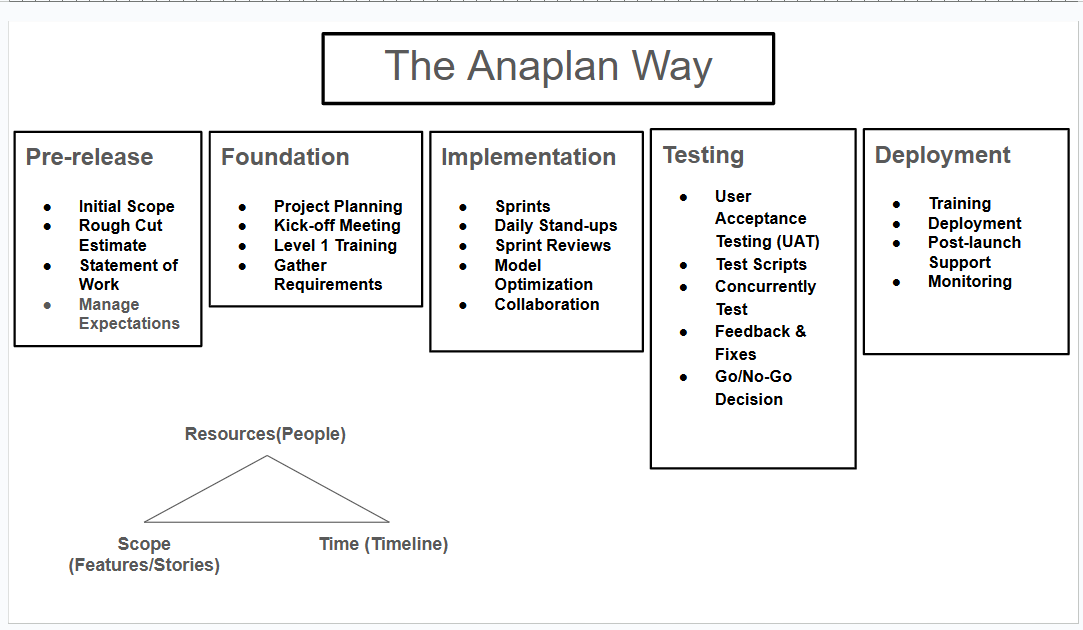 The Anaplan Way
Pre-release
● Initial Scope
● Rough Cut
Estimate
● Statement of
Work
● Manage
Expectations
Foundation
● Project Planning
● Kick-off Meeting
● Level 1 Training
● Gather
Requirements
Implementation
● Sprints
● Daily Stand-ups
● Sprint Reviews
● Model
Optimization
● Collaboration
Testing
● User
Acceptance
Testing (UAT)
● Test Scripts
● Concurrently
Test
● Feedback &
Fixes
● Go/No-Go
Decision
Deployment
● Training
● Deployment
● Post-launch
Support
● Monitoring
Resources(People)
Scope
(Features/Stories)
Time (Timeline)